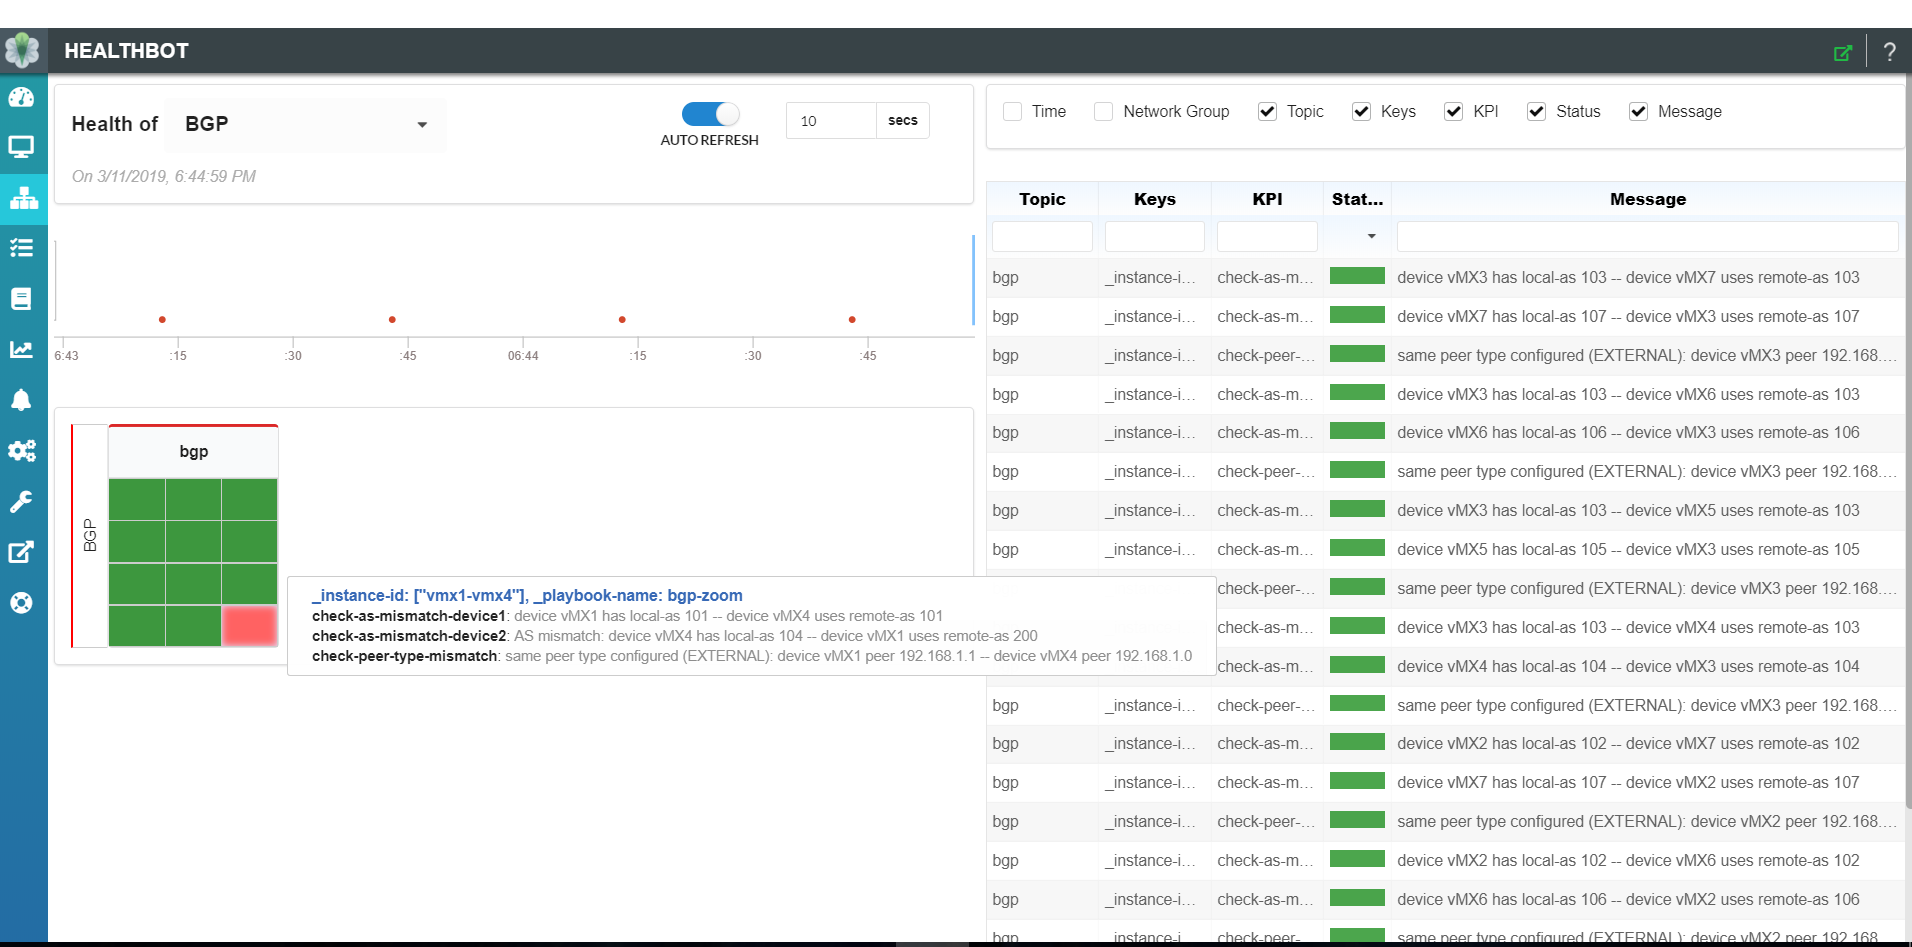 HEALTHBOT
?
Health of BGP
AUTO REFRESH
10 secs
On 3/11/2019, 6:44:59 PM
6:43 :15 :30 :45 06:44 :15 :30 :45
bgp
BGP
_instance-id: ["vmx1-vmx4"], _playbook-name: bgp-zoom
check-as-mismatch-device1: device vMX1 has local-as 101 -- device vMX4 uses remote-as 101
check-as-mismatch-device2: AS mismatch: device vMX4 has local-as 104 -- device vMX1 uses remote-as 200
check-peer-type-mismatch: same peer type configured (EXTERNAL): device vMX1 peer 192.168.1.1 -- device vMX4 peer 192.168.1.0
Time Network Group Topic Keys KPI Status Message
Topic Keys KPI Stat... Message
bgp _instance-i... check-as-m... device vMX3 has local-as 103 -- device vMX7 uses remote-as 103
bgp _instance-i... check-as-m... device vMX7 has local-as 107 -- device vMX3 uses remote-as 107
bgp _instance-i... check-peer-... same peer type configured (EXTERNAL): device vMX3 peer 192.168....
bgp _instance-i... check-as-m... device vMX3 has local-as 103 -- device vMX6 uses remote-as 103
bgp _instance-i... check-as-m... device vMX6 has local-as 106 -- device vMX3 uses remote-as 106
bgp _instance-i... check-peer-... same peer type configured (EXTERNAL): device vMX3 peer 192.168....
bgp _instance-i... check-as-m... device vMX3 has local-as 103 -- device vMX5 uses remote-as 103
bgp _instance-i... check-as-m... device vMX5 has local-as 105 -- device vMX3 uses remote-as 105
check-peer-... same peer type configured (EXTERNAL): device vMX3 peer 192.168....
check-as-m... device vMX3 has local-as 103 -- device vMX4 uses remote-as 103
check-as-m... device vMX4 has local-as 104 -- device vMX3 uses remote-as 104
bgp _instance-i... check-peer-... same peer type configured (EXTERNAL): device vMX3 peer 192.168....
bgp _instance-i... check-as-m... device vMX2 has local-as 102 -- device vMX7 uses remote-as 102
bgp _instance-i... check-as-m... device vMX7 has local-as 107 -- device vMX2 uses remote-as 107
bgp _instance-i... check-peer-... same peer type configured (EXTERNAL): device vMX2 peer 192.168....
bgp _instance-i... check-as-m... device vMX2 has local-as 102 -- device vMX6 uses remote-as 102
bgp _instance-i... check-as-m... device vMX6 has local-as 106 -- device vMX2 uses remote-as 106
bgp _instance-i... check-peer-... same peer type configured (EXTERNAL): device vMX2 peer 192.168....